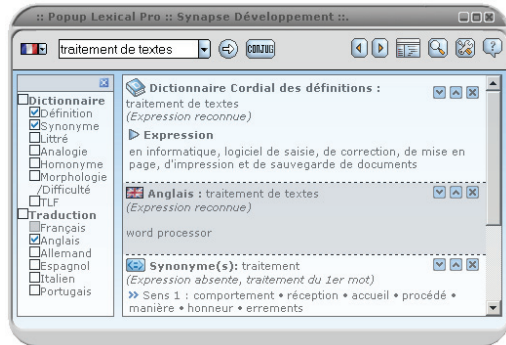 :: Popup Lexical Pro :: Synapse Développement ::.
traitement de textes
CONJUG
Dictionnaire
Définition
Synonyme
Littré
Analogie
Homonyme
Morphologie
/Difficulté
TLF
Traduction
Français
Anglais
Allemand
Espagnol
Italien
Portugais
Dictionnaire Cordial des définitions :
traitement de textes
(Expression reconnue)
Expression
en informatique, logiciel de saisie, de correction, de mise en
page, d'impression et de sauvegarde de documents
Anglais : traitement de textes
(Expression reconnue)
word processor
Synonyme(s): traitement
(Expression absente, traitement du 1er mot)
>> Sens 1 : comportement • réception • accueil • procédé •
manière • honneur • errements